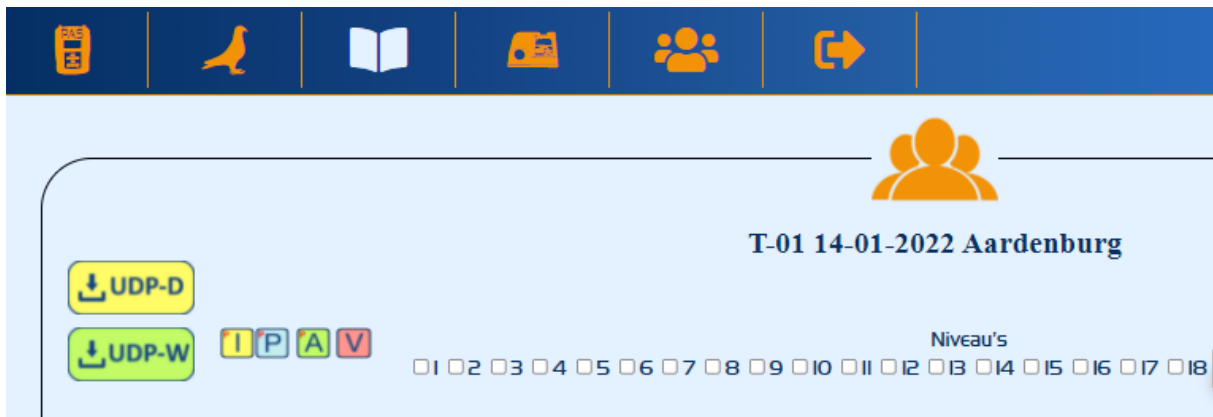 PAS
T-01 14-01-2022 Aardenburg
UDP-D
UDP-W
I P A V
Niveau's
1 2 3 4 5 6 7 8 9 10 11 12 13 14 15 16 17 18